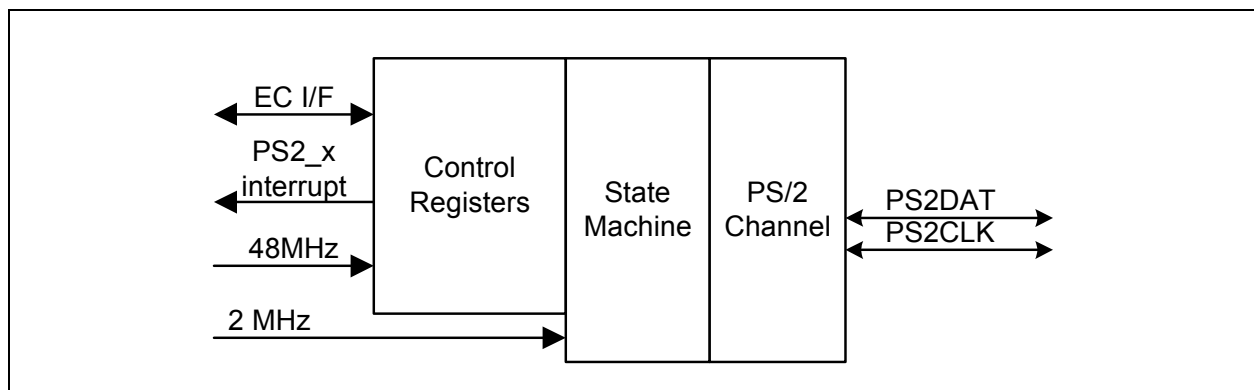 EC I/F
PS2_x
interrupt
48MHz
2 MHz
Control
Registers
State
Machine
PS/2
Channel
PS2DAT
PS2CLK